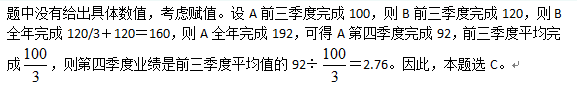 题中没有给出具体数值，考虑赋值。设 A 前三季度完成 100，则 B 前三季度完成 120，则 B
全年完成 120/3＋120＝160，则 A 全年完成 192，可得 A 第四季度完成 92，前三季度平均完
成100/3，则第四季度业绩是前三季度平均值的 92÷100/3＝2.76。因此，本题选 C。↵